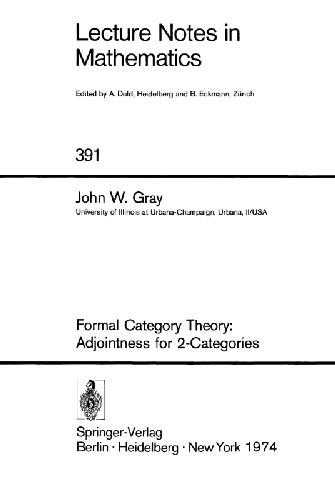 Lecture Notes in
Mathematics
Edited by A. Dold, Heidelberg and B. Eckmann, Zürich
391
John W. Gray
University of Illinois at Urbana-Champaign, Urbana, Il/USA
Formal Category Theory:
Adjointness for 2-Categories
Springer-Verlag
Berlin · Heidelberg · New York 1974